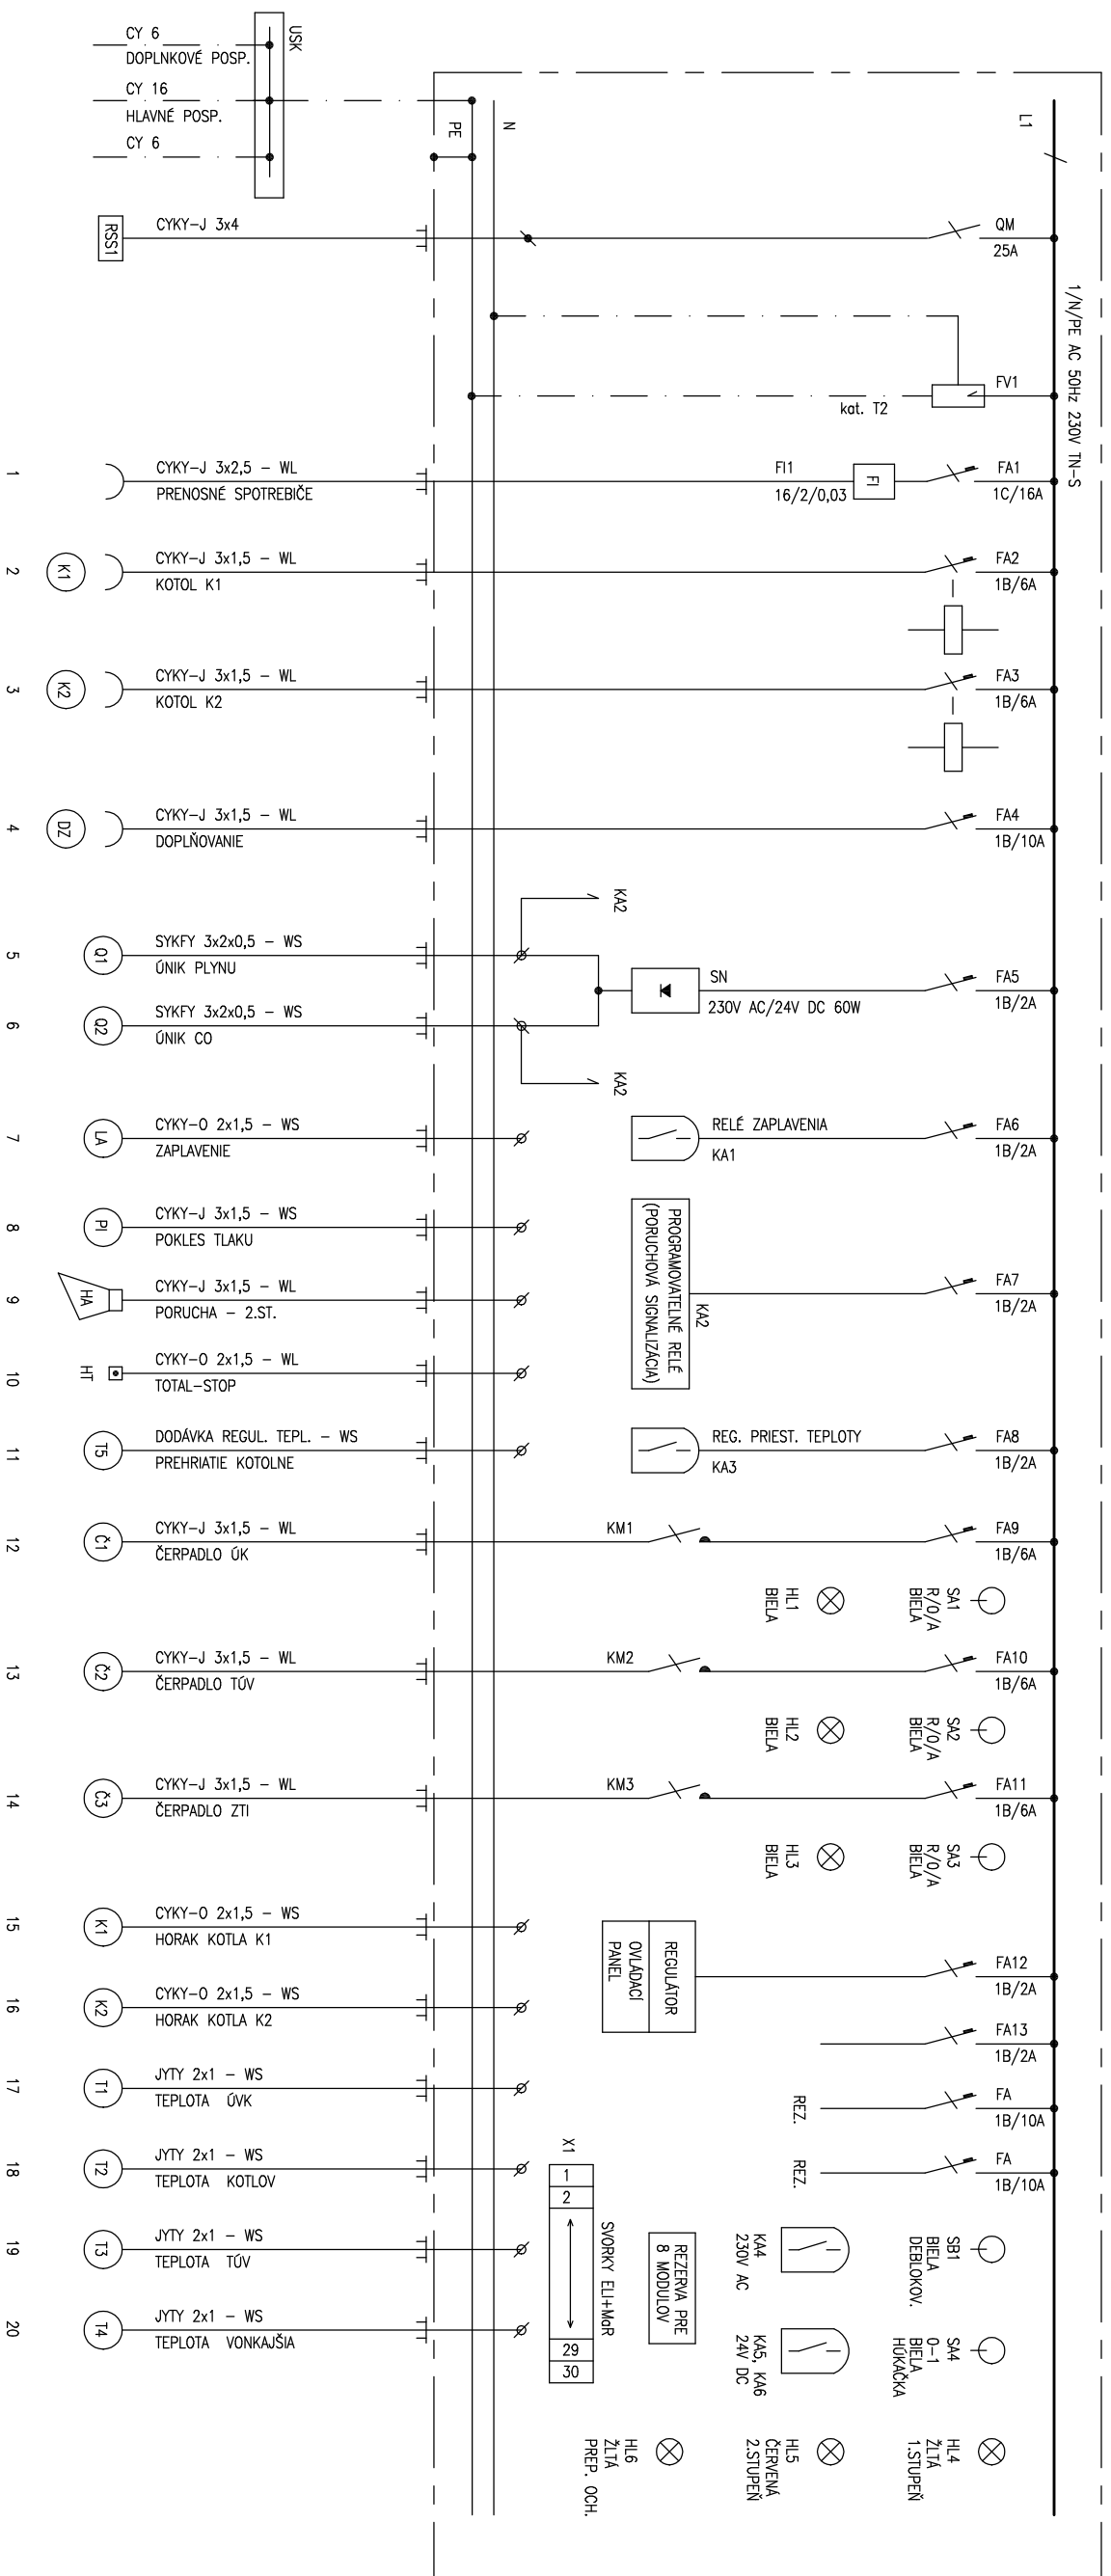 USK
CY 6
DOPLNKOVÉ POSP.
CY 16
HLAVNÉ POSP.
CY 6
PE
N
L1
1/N/PE AC 50Hz 230V TN-S
RSS1
CYKY-J 3x4
QM
25A
FV1
kat. T2
1
CYKY-J 3x2,5 - WL
PRENOSNÉ SPOTREBIČE
FI1
16/2/0,03
FI
FA1
1C/16A
2
K1
CYKY-J 3x1,5 - WL
KOTOL K1
FA2
1B/6A
3
K2
CYKY-J 3x1,5 - WL
KOTOL K2
FA3
1B/6A
4
DZ
CYKY-J 3x1,5 - WL
DOPLŇOVANIE
FA4
1B/10A
KA2
5
Q1
SYKFY 3x2x0,5 - WS
ÚNIK PLYNU
SN
230V AC/24V DC 60W
FA5
1B/2A
6
Q2
SYKFY 3x2x0,5 - WS
ÚNIK CO
KA2
7
LA
CYKY-O 2x1,5 - WS
ZAPLAVENIE
RELÉ ZAPLAVENIA
KA1
FA6
1B/2A
8
PI
CYKY-J 3x1,5 - WS
POKLES TLAKU
PROGRAMOVATELNÉ RELÉ
(PORUCHOVÁ SIGNALIZÁCIA)
KA2
FA7
1B/2A
9
HA
CYKY-J 3x1,5 - WL
PORUCHA - 2.ST.
10
HT
CYKY-O 2x1,5 - WL
TOTAL-STOP
11
T5
DODÁVKA REGUL. TEPL. - WS
PREHRIATIE KOTOLNE
REG. PRIEST. TEPLOTY
KA3
FA8
1B/2A
12
Č1
CYKY-J 3x1,5 - WL
ČERPADLO ÚK
KM1
FA9
1B/6A
HL1
BIELA
SA1
R/0/A
BIELA
13
Č2
CYKY-J 3x1,5 - WL
ČERPADLO TÚV
KM2
FA10
1B/6A
HL2
BIELA
SA2
R/0/A
BIELA
14
Č3
CYKY-J 3x1,5 - WL
ČERPADLO ZTI
KM3
FA11
1B/6A
HL3
BIELA
SA3
R/0/A
BIELA
15
K1
CYKY-O 2x1,5 - WS
HORAK KOTLA K1
REGULÁTOR
OVLÁDACÍ
PANEL
FA12
1B/2A
16
K2
CYKY-O 2x1,5 - WS
HORAK KOTLA K2
FA13
1B/2A
17
T1
JYTY 2x1 - WS
TEPLOTA ÚVK
REZ.
FA
1B/10A
18
T2
JYTY 2x1 - WS
TEPLOTA KOTLOV
REZ.
FA
1B/10A
X1
1
2
29
30
SVORKY ELI+MaR
19
T3
JYTY 2x1 - WS
TEPLOTA TÚV
REZERVA PRE
8 MODULOV
KA4
230V AC
SB1
BIELA
DEBLOKOV.
20
T4
JYTY 2x1 - WS
TEPLOTA VONKAJŠIA
KA5, KA6
24V DC
SA4
0-1
BIELA
HÚKAČKA
HL6
ŽLTÁ
PREP. OCH.
HL5
ČERVENÁ
2.STUPEŇ
HL4
ŽLTÁ
1.STUPEŇ